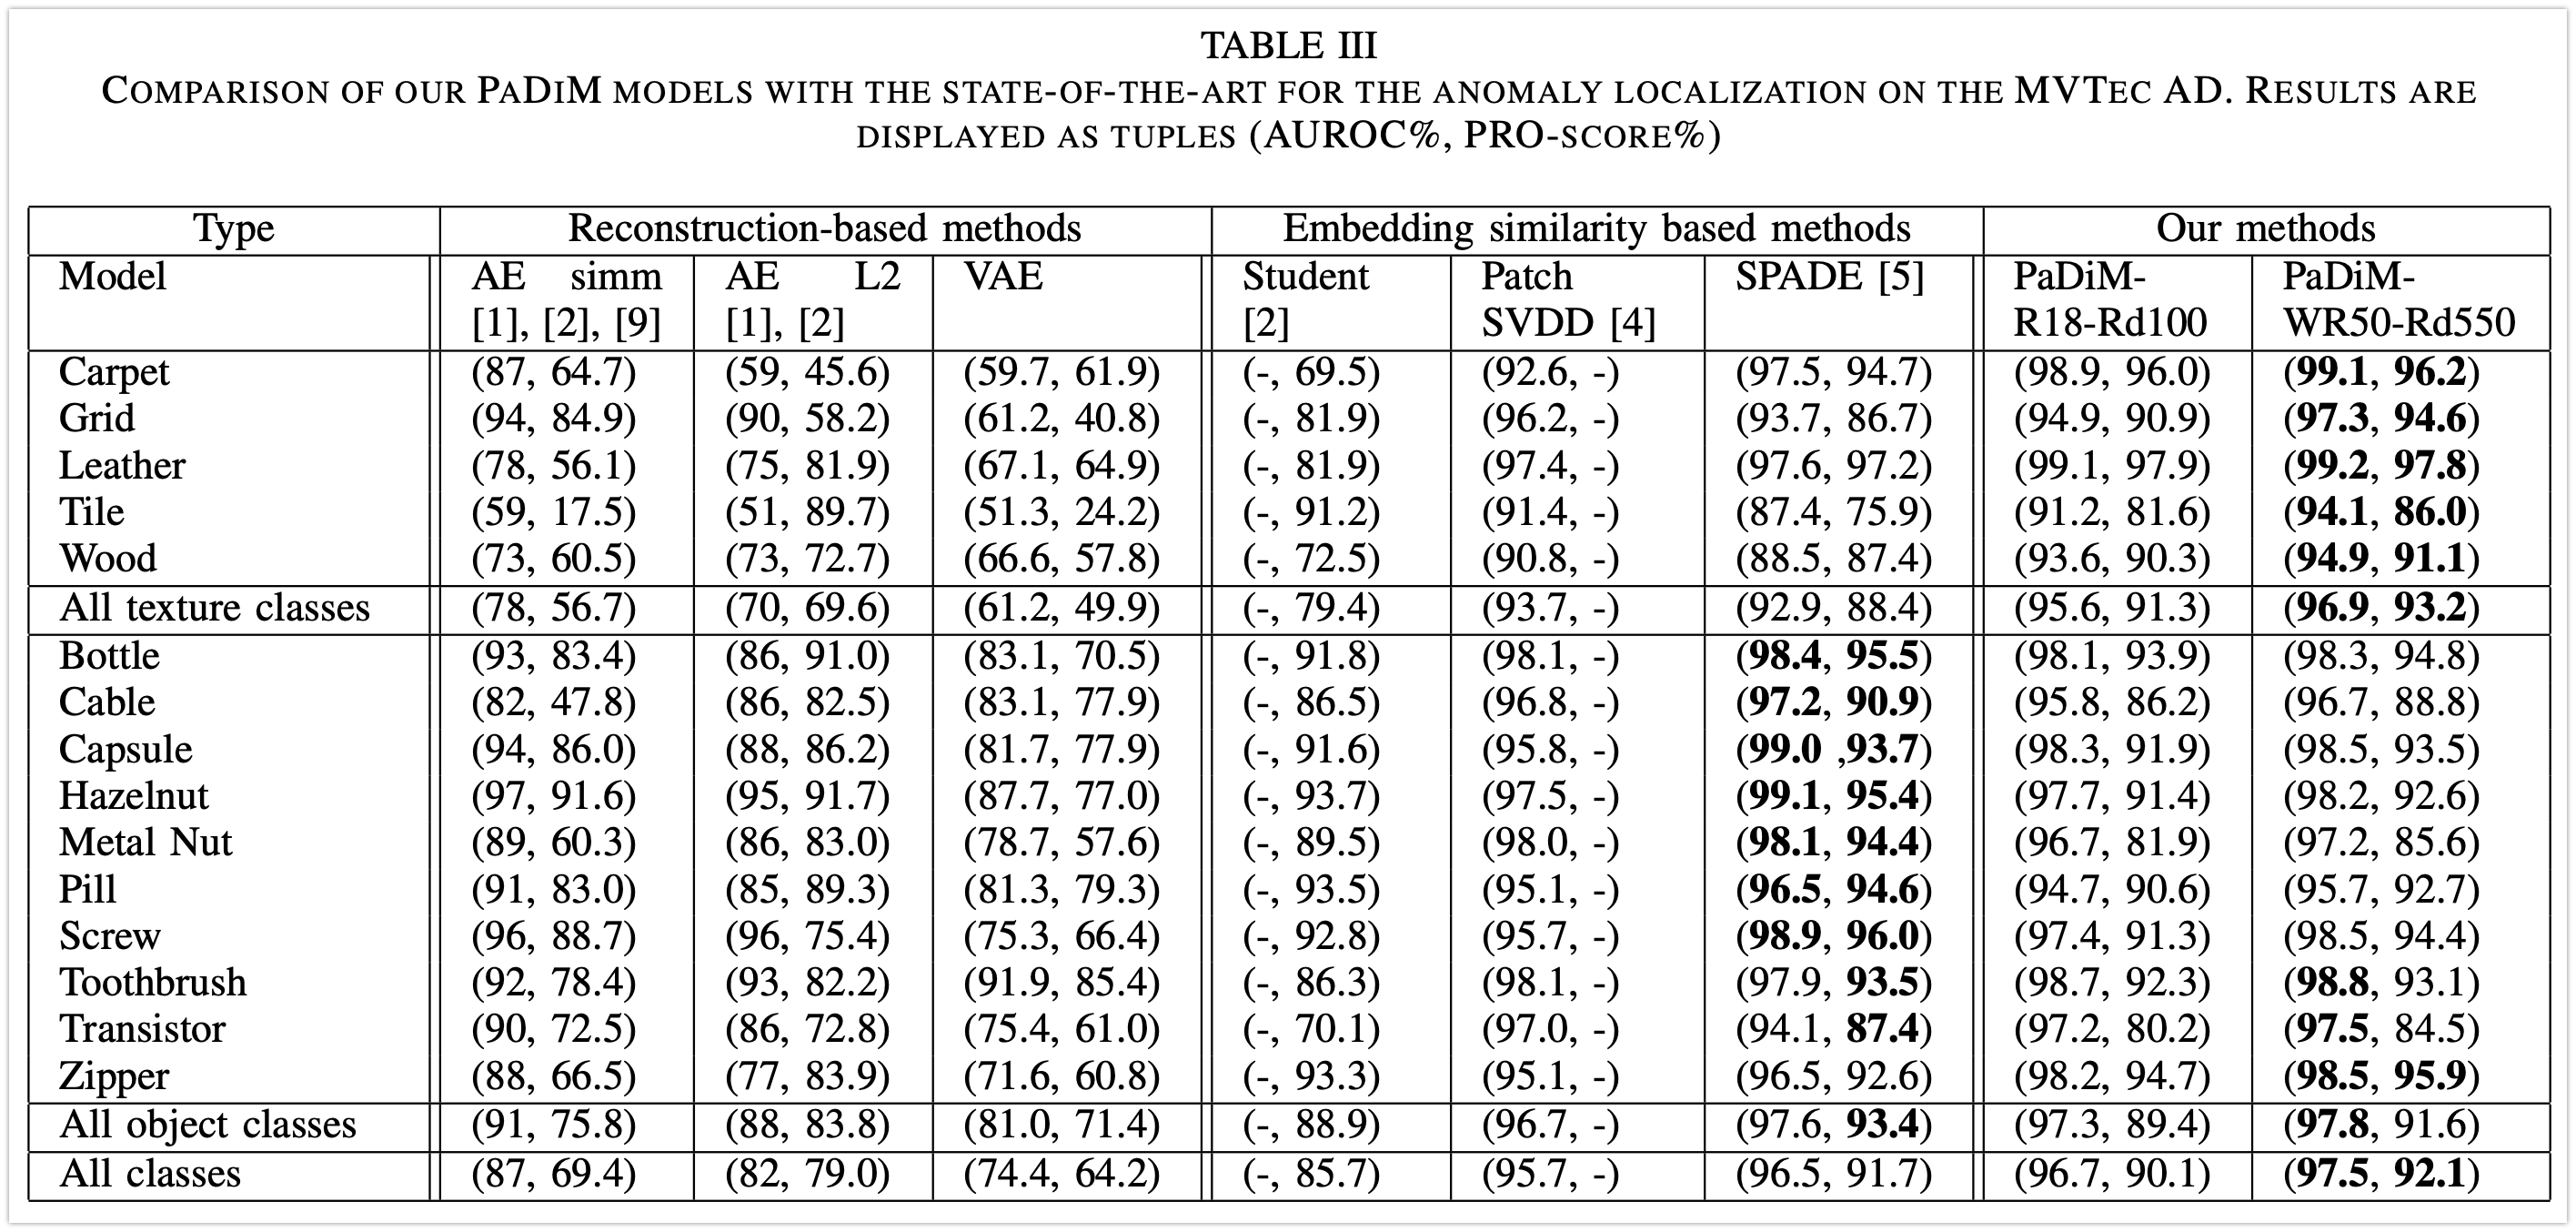 TABLE III
COMPARISON OF OUR PADIM MODELS WITH THE STATE-OF-THE-ART FOR THE ANOMALY LOCALIZATION ON THE MVTEC AD. RESULTS ARE
DISPLAYED AS TUPLES (AUROC%, PRO-SCORE%)
Type Reconstruction-based methods Embedding similarity based methods Our methods
Model AE simm AE L2 VAE Student Patch SPADE [5] PaDiM- PaDiM-
[1], [2], [9] [1], [2] [2] SVDD [4] R18-Rd100 WR50-Rd550
Carpet (87, 64.7) (59, 45.6) (59.7, 61.9) (-, 69.5) (92.6, -) (97.5, 94.7) (98.9, 96.0) (99.1, 96.2)
Grid (94, 84.9) (90, 58.2) (61.2, 40.8) (-, 81.9) (96.2, -) (93.7, 86.7) (94.9, 90.9) (97.3, 94.6)
Leather (78, 56.1) (75, 81.9) (67.1, 64.9) (-, 81.9) (97.4, -) (97.6, 97.2) (99.1, 97.9) (99.2, 97.8)
Tile (59, 17.5) (51, 89.7) (51.3, 24.2) (-, 91.2) (91.4, -) (87.4, 75.9) (91.2, 81.6) (94.1, 86.0)
Wood (73, 60.5) (73, 72.7) (66.6, 57.8) (-, 72.5) (90.8, -) (88.5, 87.4) (93.6, 90.3) (94.9, 91.1)
All texture classes (78, 56.7) (70, 69.6) (61.2, 49.9) (-, 79.4) (93.7, -) (92.9, 88.4) (95.6, 91.3) (96.9, 93.2)
Bottle (93, 83.4) (86, 91.0) (83.1, 70.5) (-, 91.8) (98.1, -) (98.4, 95.5) (98.1, 93.9) (98.3, 94.8)
Cable (82, 47.8) (86, 82.5) (83.1, 77.9) (-, 86.5) (96.8, -) (97.2, 90.9) (95.8, 86.2) (96.7, 88.8)
Capsule (94, 86.0) (88, 86.2) (81.7, 77.9) (-, 91.6) (95.8, -) (99.0 ,93.7) (98.3, 91.9) (98.5, 93.5)
Hazelnut (97, 91.6) (95, 91.7) (87.7, 77.0) (-, 93.7) (97.5, -) (99.1, 95.4) (97.7, 91.4) (98.2, 92.6)
Metal Nut (89, 60.3) (86, 83.0) (78.7, 57.6) (-, 89.5) (98.0, -) (98.1, 94.4) (96.7, 81.9) (97.2, 85.6)
Pill (91, 83.0) (85, 89.3) (81.3, 79.3) (-, 93.5) (95.1, -) (96.5, 94.6) (94.7, 90.6) (95.7, 92.7)
Screw (96, 88.7) (96, 75.4) (75.3, 66.4) (-, 92.8) (95.7, -) (98.9, 96.0) (97.4, 91.3) (98.5, 94.4)
Toothbrush (92, 78.4) (93, 82.2) (91.9, 85.4) (-, 86.3) (98.1, -) (97.9, 93.5) (98.7, 92.3) (98.8, 93.1)
Transistor (90, 72.5) (86, 72.8) (75.4, 61.0) (-, 70.1) (97.0, -) (94.1, 87.4) (97.2, 80.2) (97.5, 84.5)
Zipper (88, 66.5) (77, 83.9) (71.6, 60.8) (-, 93.3) (95.1, -) (96.5, 92.6) (98.2, 94.7) (98.5, 95.9)
All object classes (91, 75.8) (88, 83.8) (81.0, 71.4) (-, 88.9) (96.7, -) (97.6, 93.4) (97.3, 89.4) (97.8, 91.6)
All classes (87, 69.4) (82, 79.0) (74.4, 64.2) (-, 85.7) (95.7, -) (96.5, 91.7) (96.7, 90.1) (97.5, 92.1)